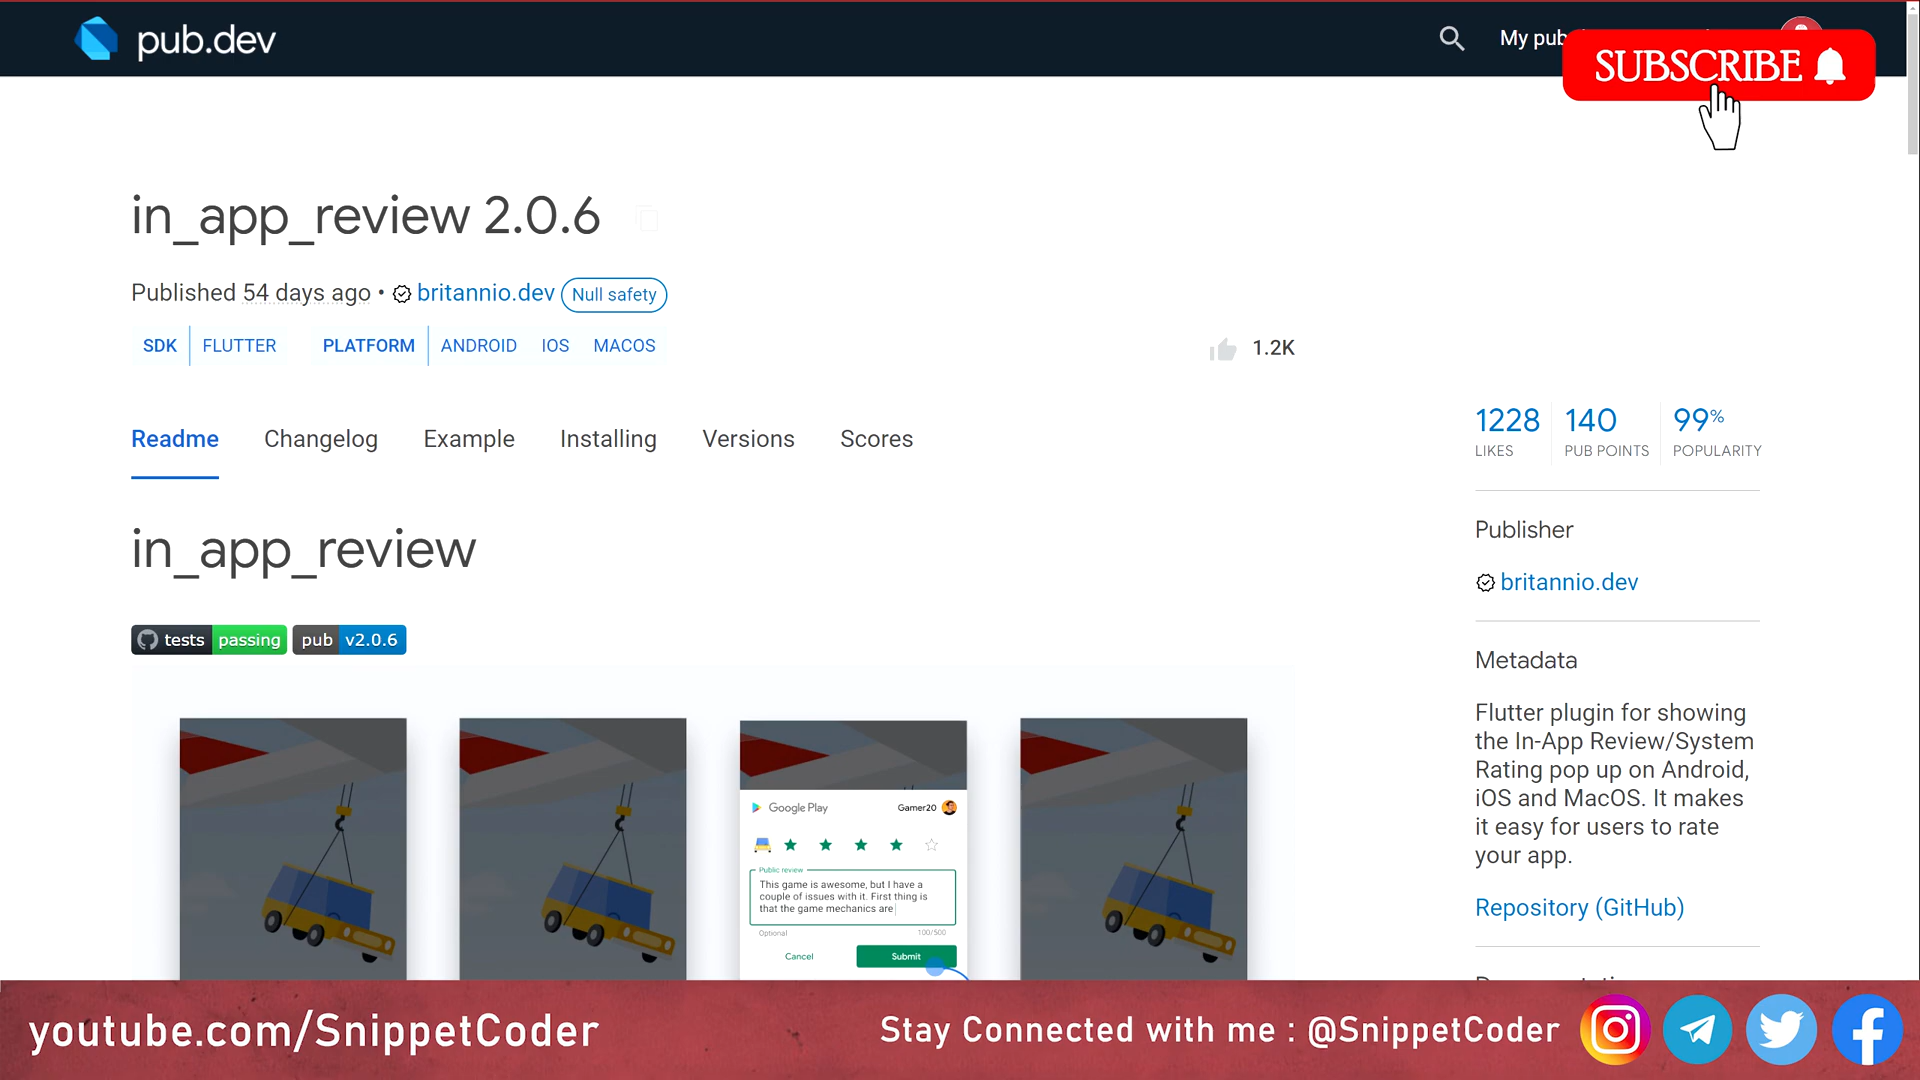 pub.dev
My pub
SUBSCRIBE
in_app_review 2.0.6
Published 54 days ago • britannio.dev Null safety
SDK FLUTTER PLATFORM ANDROID IOS MACOS
1.2K
Readme Changelog Example Installing Versions Scores
1228 LIKES
140 PUB POINTS
99% POPULARITY
in_app_review
tests passing pub v2.0.6
Publisher
britannio.dev
Metadata
Flutter plugin for showing
the In-App Review/System
Rating pop up on Android,
iOS and MacOS. It makes
it easy for users to rate
your app.
Repository (GitHub)
Google Play Gamer20
Public review
This game is awesome, but I have a
couple of issues with it. First thing is
that the game mechanics are
Optional 100/500
Cancel Submit
youtube.com/SnippetCoder
Stay Connected with me : @SnippetCoder